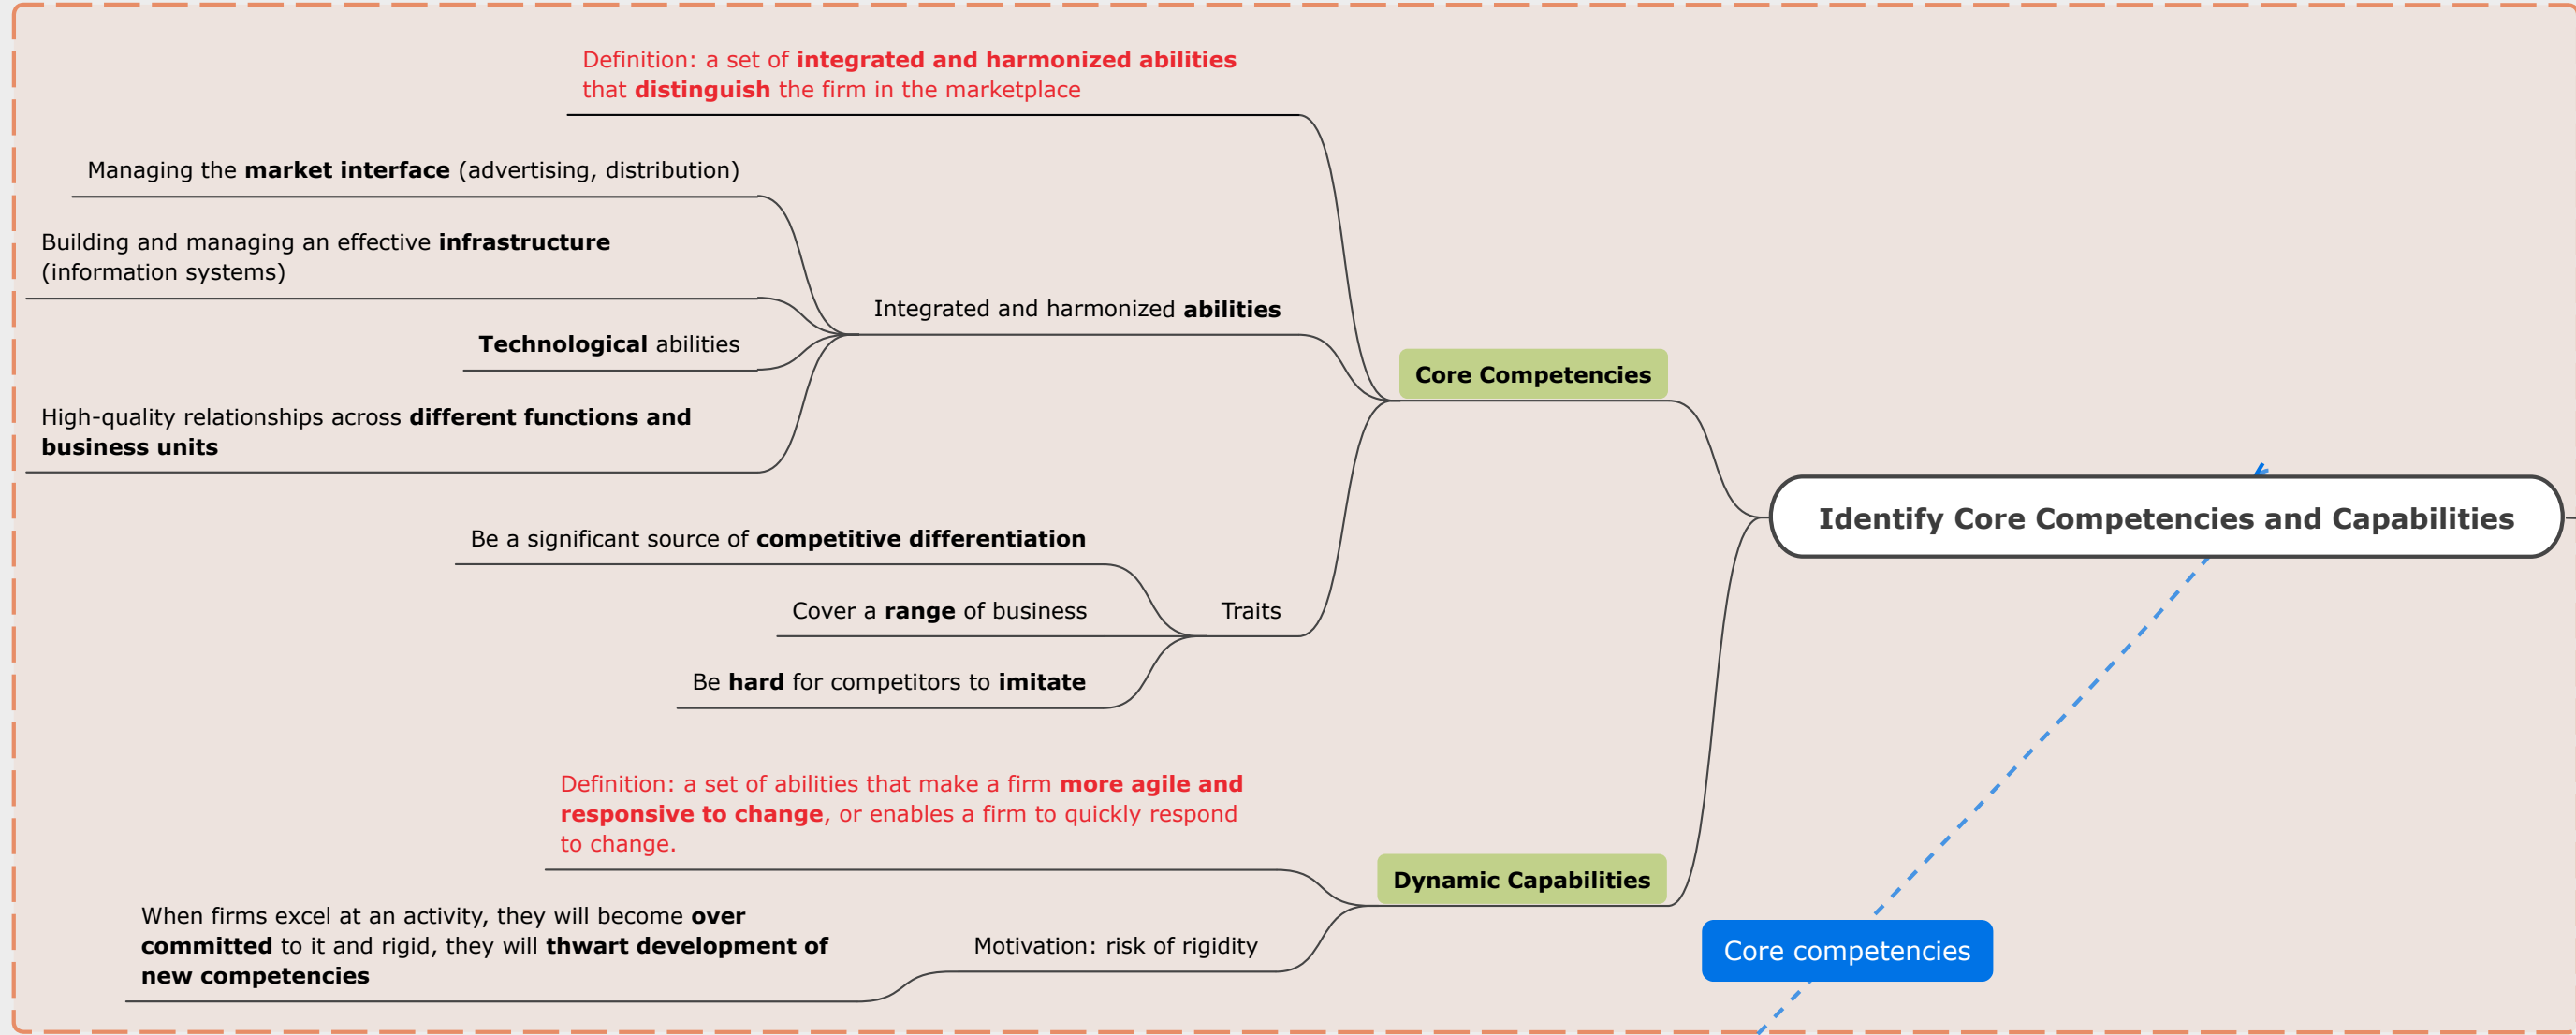 Definition: a set of integrated and harmonized abilities
that distinguish the firm in the marketplace
Managing the market interface (advertising, distribution)
Building and managing an effective infrastructure
(information systems)
Integrated and harmonized abilities
Technological abilities
High-quality relationships across different functions and
business units
Core Competencies
Be a significant source of competitive differentiation
Cover a range of business
Traits
Be hard for competitors to imitate
Identify Core Competencies and Capabilities
Definition: a set of abilities that make a firm more agile and
responsive to change, or enables a firm to quickly respond
to change.
Dynamic Capabilities
When firms excel at an activity, they will become over
committed to it and rigid, they will thwart development of
new competencies
Motivation: risk of rigidity
Core competencies